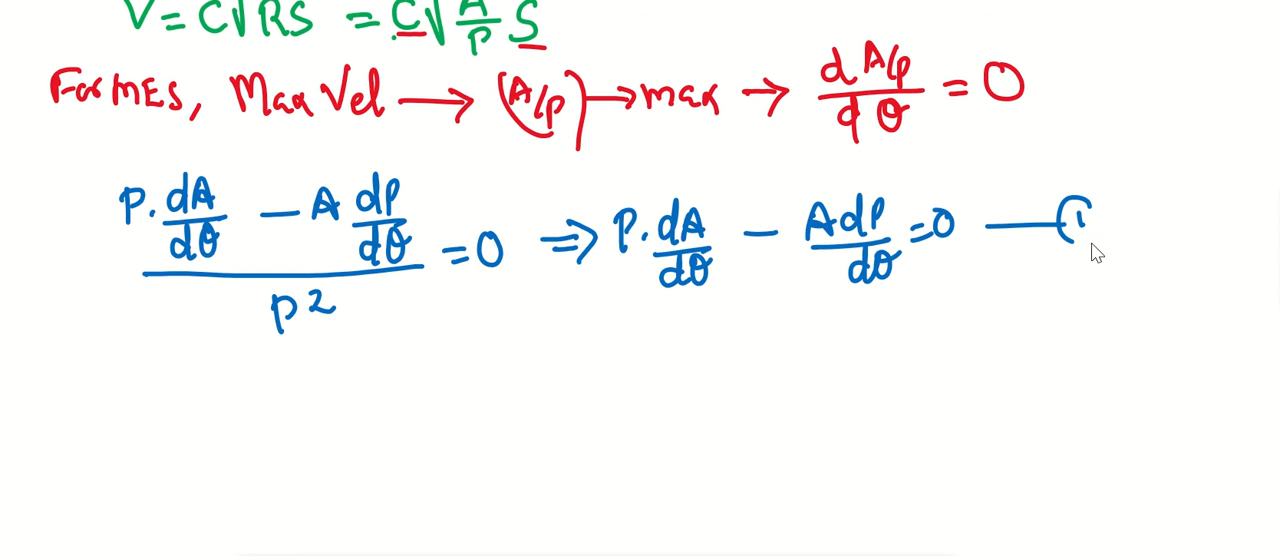 V = C√RS = C√A/P S
For MES, Max Vel → (A/P) → max → d A/P / dθ = 0
(P. dA/dθ − A dP/dθ) / P² = 0 ⇒ P. dA/dθ − A dP/dθ = 0 — (1